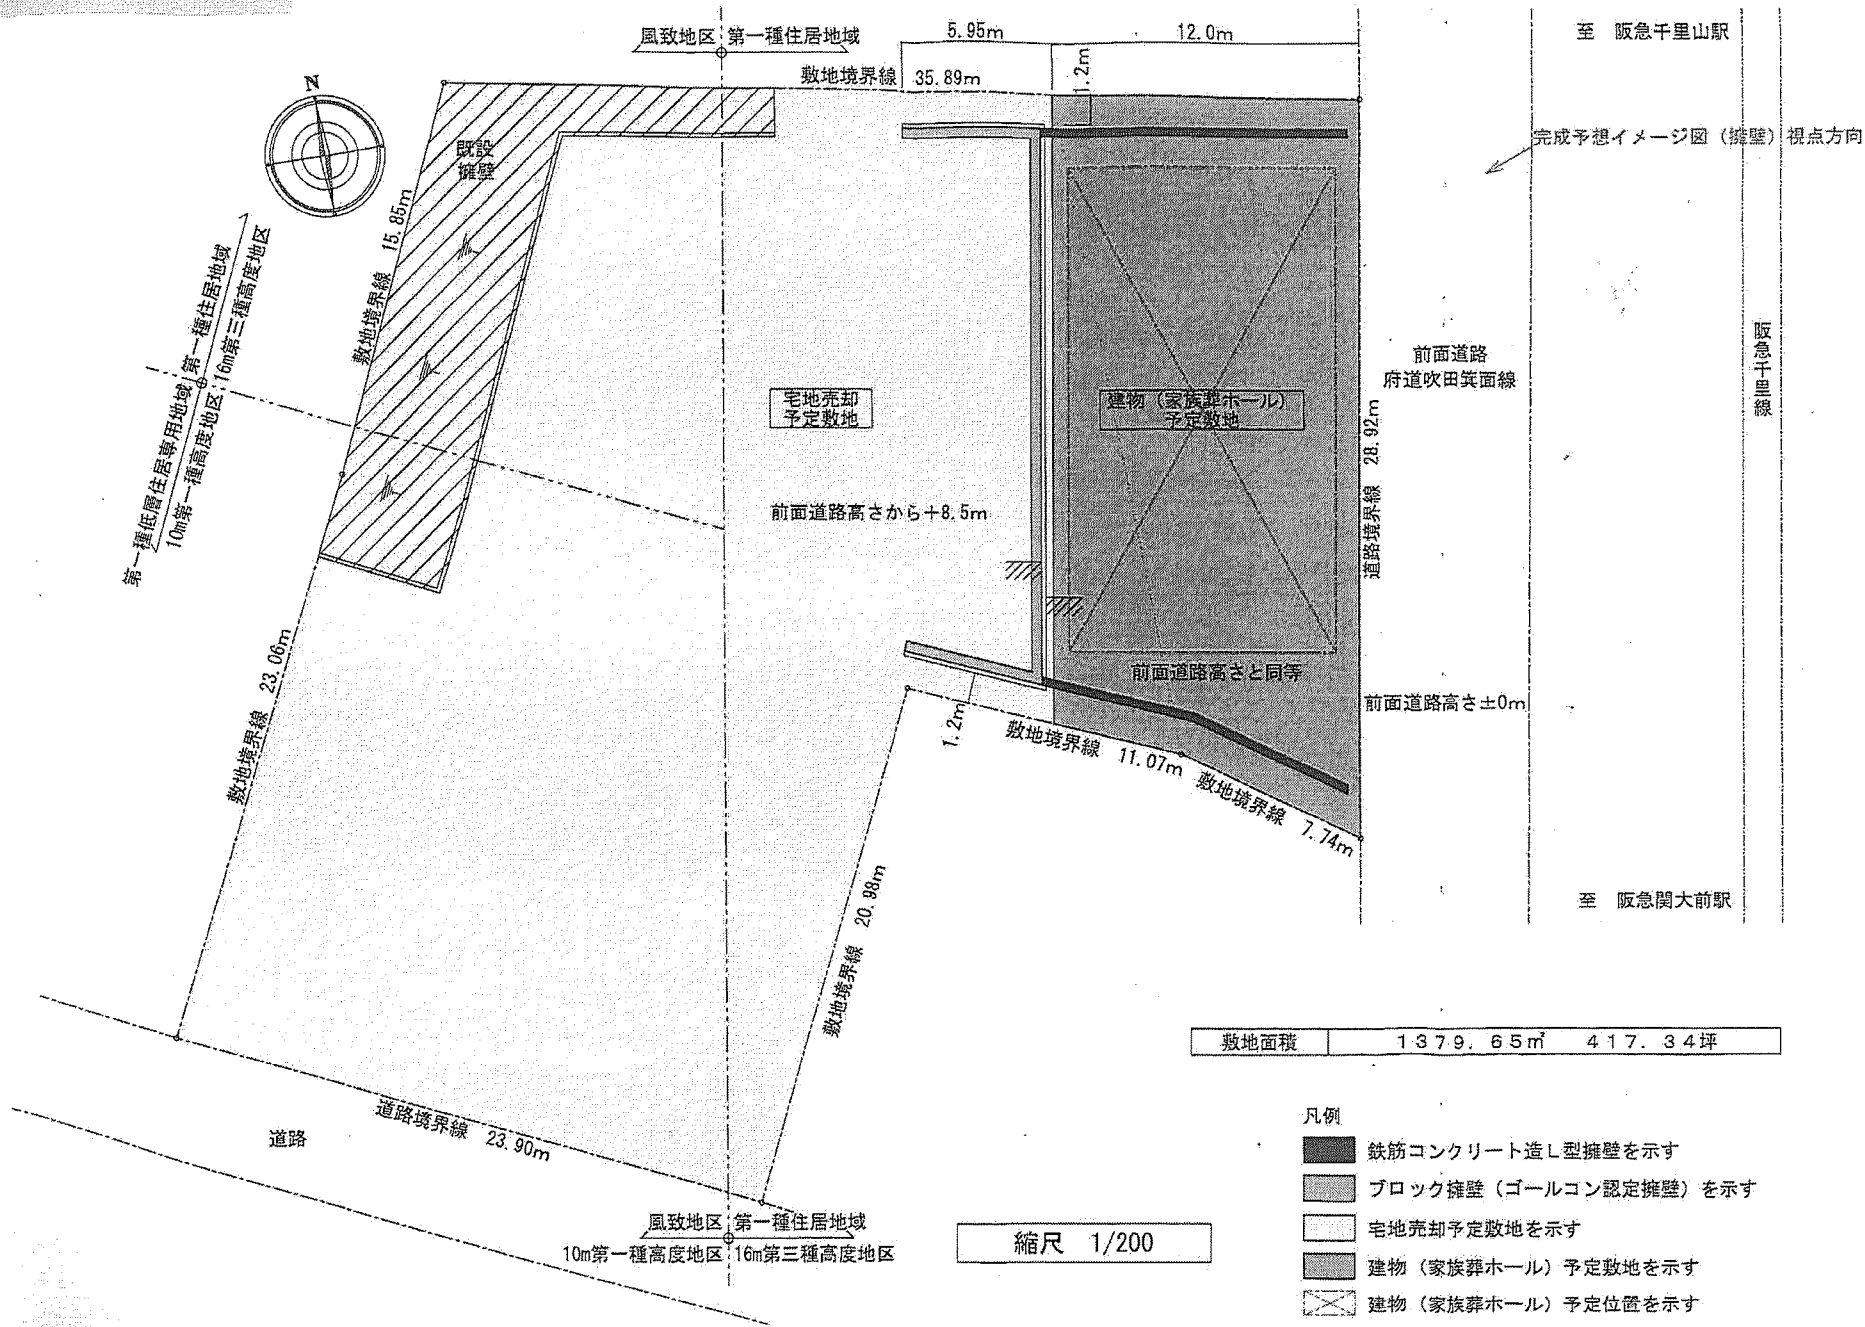 風致地区 第一種住居地域
5.95m
12.0m
至 阪急千里山駅
敷地境界線 35.89m
1.2m
N
完成予想イメージ図(擁壁)視点方向
既設
擁壁
敷地境界線 15.85m
第一種低層住居専用地域 第一種住居地域
10m第一種高度地区 16m第三種高度地区
宅地売却
予定敷地
建物(家族葬ホール)
予定敷地
前面道路
府道吹田箕面線
阪急千里線
道路境界線 28.92m
前面道路高さから+8.5m
前面道路高さと同等
前面道路高さ±0m
敷地境界線 23.06m
1.2m
敷地境界線 11.07m
敷地境界線 7.74m
敷地境界線 20.98m
至 阪急関大前駅
敷地面積 1379.65㎡ 417.34坪
道路境界線 23.90m
道路
風致地区 第一種住居地域
10m第一種高度地区 16m第三種高度地区
縮尺 1/200
凡例
鉄筋コンクリート造L型擁壁を示す
ブロック擁壁(ゴールコン認定擁壁)を示す
宅地売却予定敷地を示す
建物(家族葬ホール)予定敷地を示す
建物(家族葬ホール)予定位置を示す